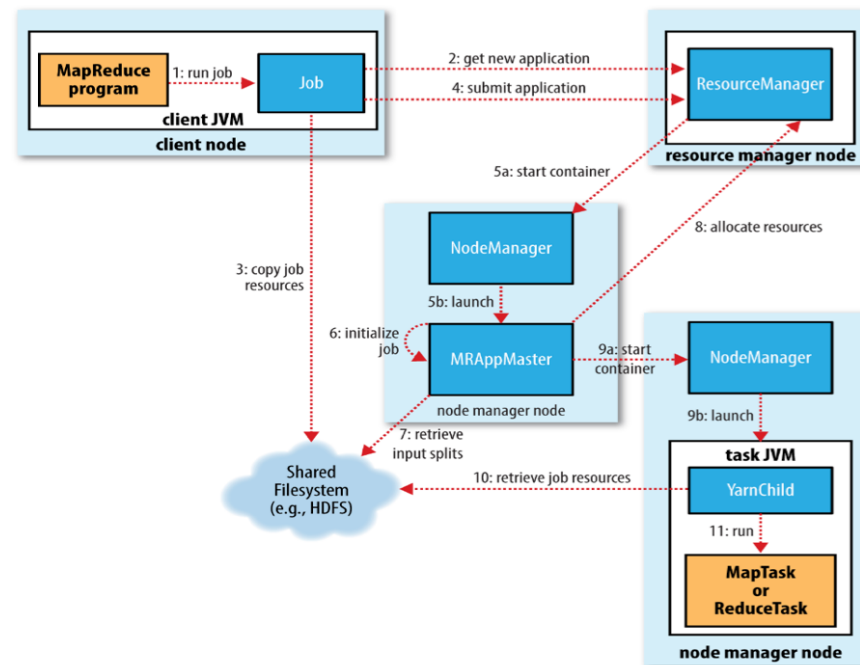 MapReduce
program
1: run job
Job
client JVM
client node
2: get new application
4: submit application
ResourceManager
resource manager node
5a: start container
8: allocate resources
3: copy job
resources
NodeManager
5b: launch
6: initialize
job
MRAppMaster
node manager node
9a: start
container
NodeManager
9b: launch
7: retrieve
input splits
Shared
Filesystem
(e.g., HDFS)
10: retrieve job resources
task JVM
YarnChild
11: run
MapTask
or
ReduceTask
node manager node